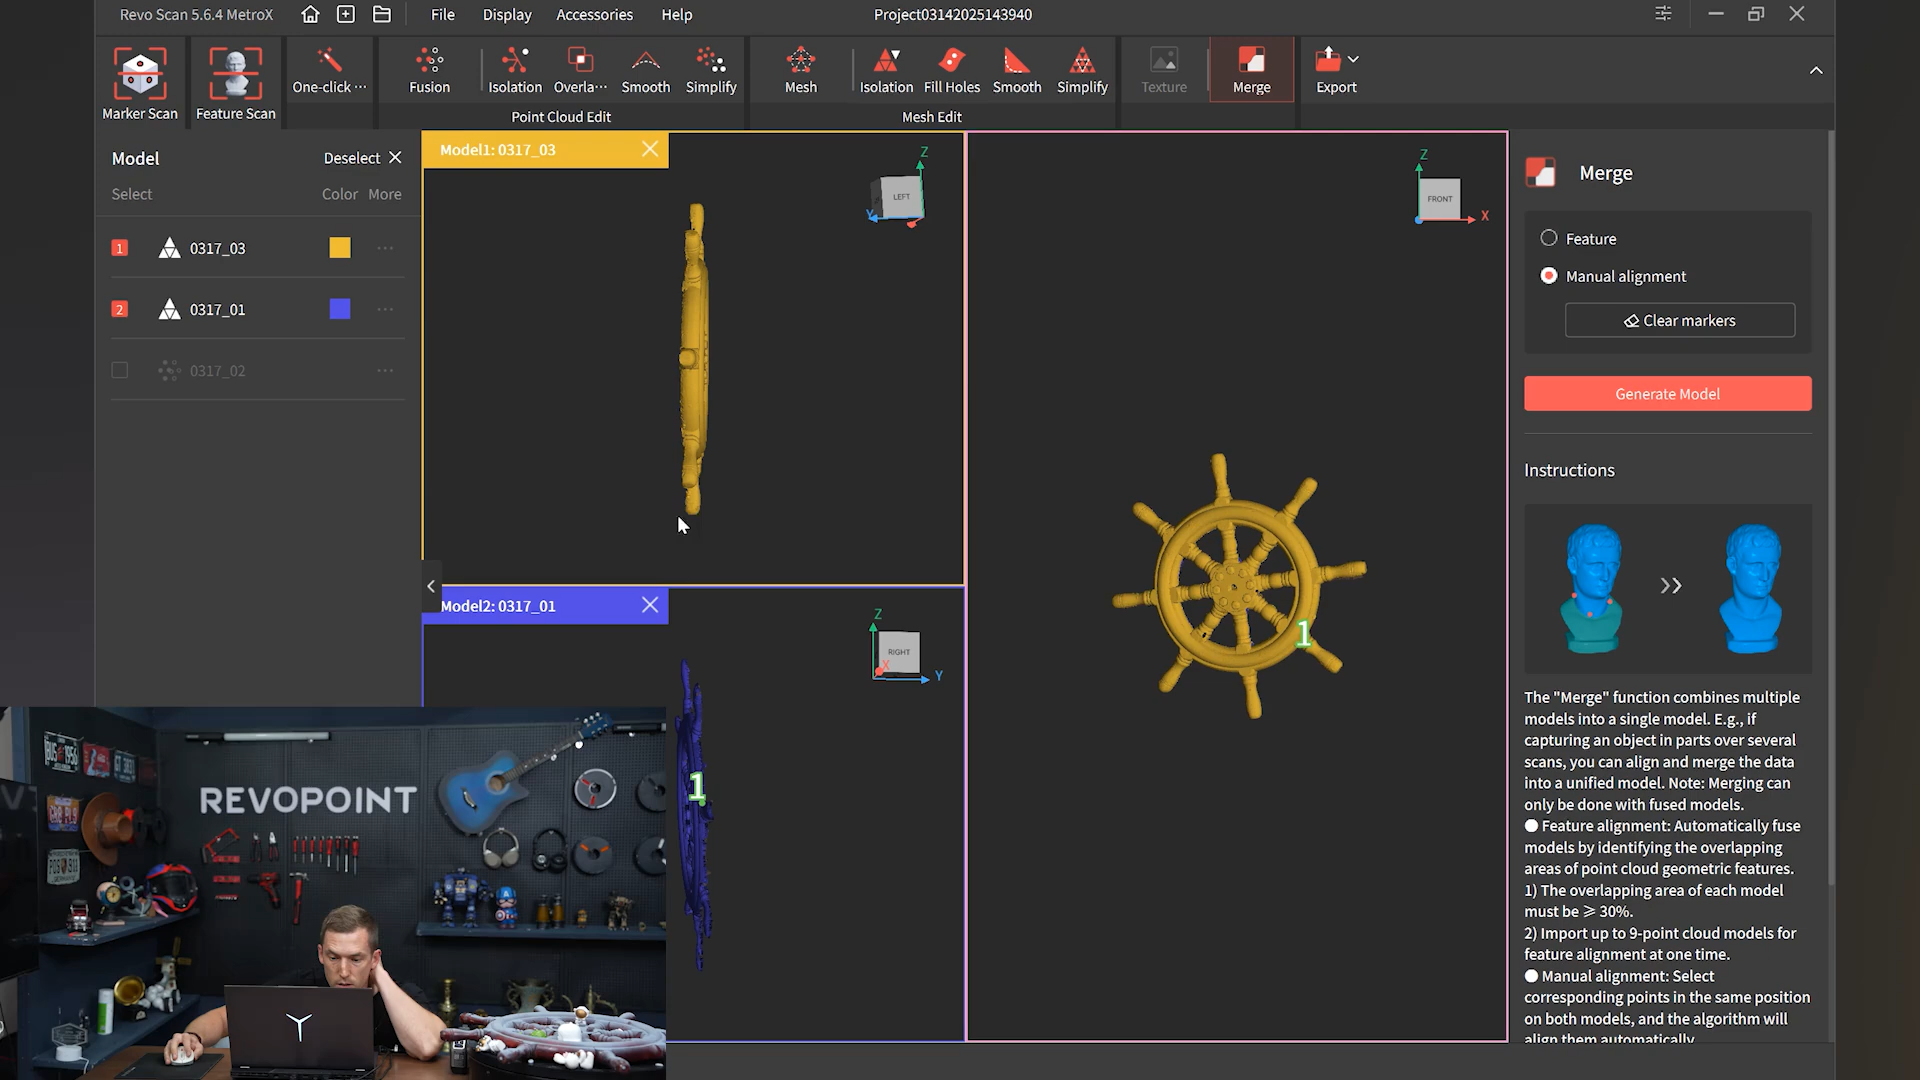 Revo Scan 5.6.4 MetroX
File
Display
Accessories
Help
Project03142025143940
Marker Scan
Feature Scan
One-click ···
Fusion
Isolation
Overla···
Smooth
Simplify
Point Cloud Edit
Mesh
Isolation
Fill Holes
Smooth
Simplify
Mesh Edit
Texture
Merge
Export
Model
Deselect
Select
Color
More
1
0317_03
2
0317_01
0317_02
Model1: 0317_03
Z
LEFT
Y
Model2: 0317_01
Z
RIGHT
X
Y
1
Z
FRONT
X
1
Merge
Feature
Manual alignment
Clear markers
Generate Model
Instructions
The "Merge" function combines multiple
models into a single model. E.g., if
capturing an object in parts over several
scans, you can align and merge the data
into a unified model. Note: Merging can
only be done with fused models.
● Feature alignment: Automatically fuse
models by identifying the overlapping
areas of point cloud geometric features.
1) The overlapping area of each model
must be ⩾ 30%.
2) Import up to 9-point cloud models for
feature alignment at one time.
● Manual alignment: Select
corresponding points in the same position
on both models, and the algorithm will
align them automatically.
REVOPOINT